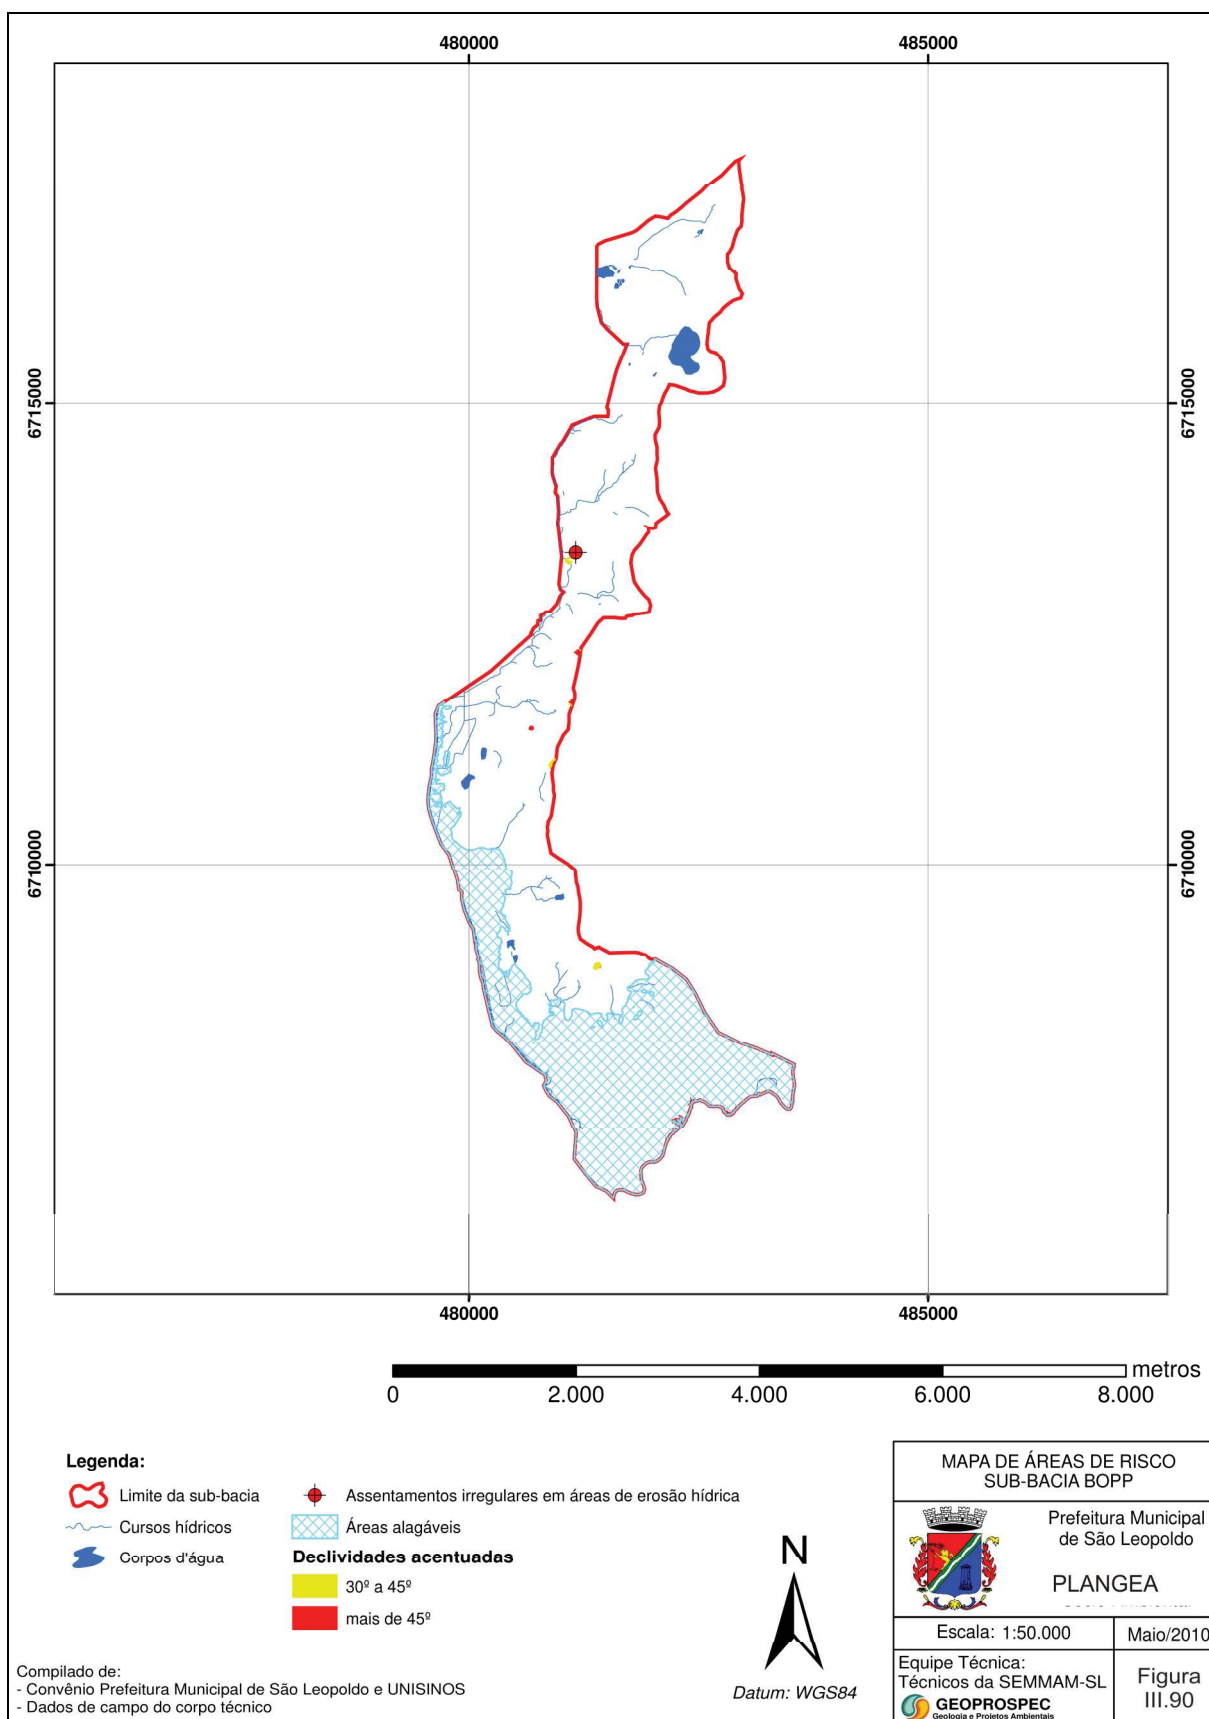 480000
485000
6715000
6715000
6710000
6710000
480000
485000
metros
0
2.000
4.000
6.000
8.000
Legenda:
Limite da sub-bacia
Cursos hídricos
Corpos d'água
Assentamentos irregulares em áreas de erosão hídrica
Áreas alagáveis
Declividades acentuadas
30º a 45º
mais de 45º
Compilado de:
- Convênio Prefeitura Municipal de São Leopoldo e UNISINOS
- Dados de campo do corpo técnico
N
Datum: WGS84
MAPA DE ÁREAS DE RISCO
SUB-BACIA BOPP
Prefeitura Municipal
de São Leopoldo
PLANGEA
Escala: 1:50.000
Maio/2010
Equipe Técnica:
Técnicos da SEMMAM-SL
GEOPROSPEC
Geologia e Projetos Ambientais
Figura
III.90